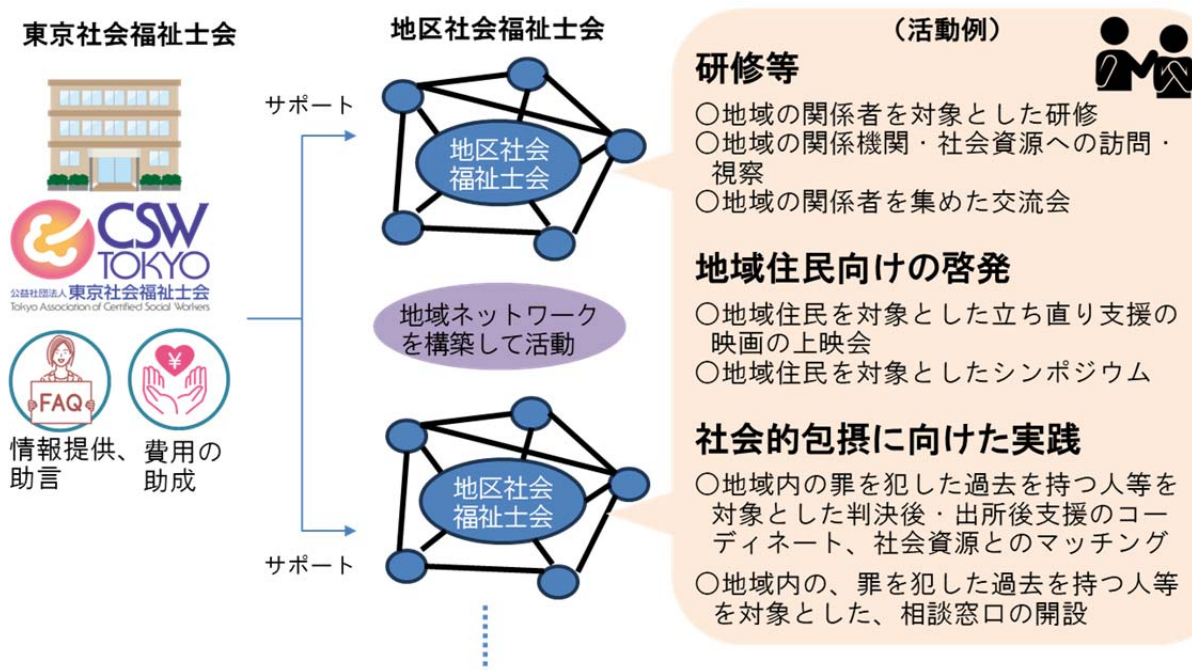 東京社会福祉士会
CSW
TOKYO
公益社団法人 東京社会福祉士会
Tokyo Association of Certified Social Workers
FAQ
¥
情報提供、
助言
費用の
助成
サポート
サポート
地区社会福祉士会
地区社会
福祉士会
地域ネットワーク
を構築して活動
地区社会
福祉士会
（活動例）
研修等
○地域の関係者を対象とした研修
○地域の関係機関・社会資源への訪問・
視察
○地域の関係者を集めた交流会
地域住民向けの啓発
○地域住民を対象とした立ち直り支援の
映画の上映会
○地域住民を対象としたシンポジウム
社会的包摂に向けた実践
○地域内の罪を犯した過去を持つ人等を
対象とした判決後・出所後支援のコー
ディネート、社会資源とのマッチング
○地域内の、罪を犯した過去を持つ人等
を対象とした、相談窓口の開設